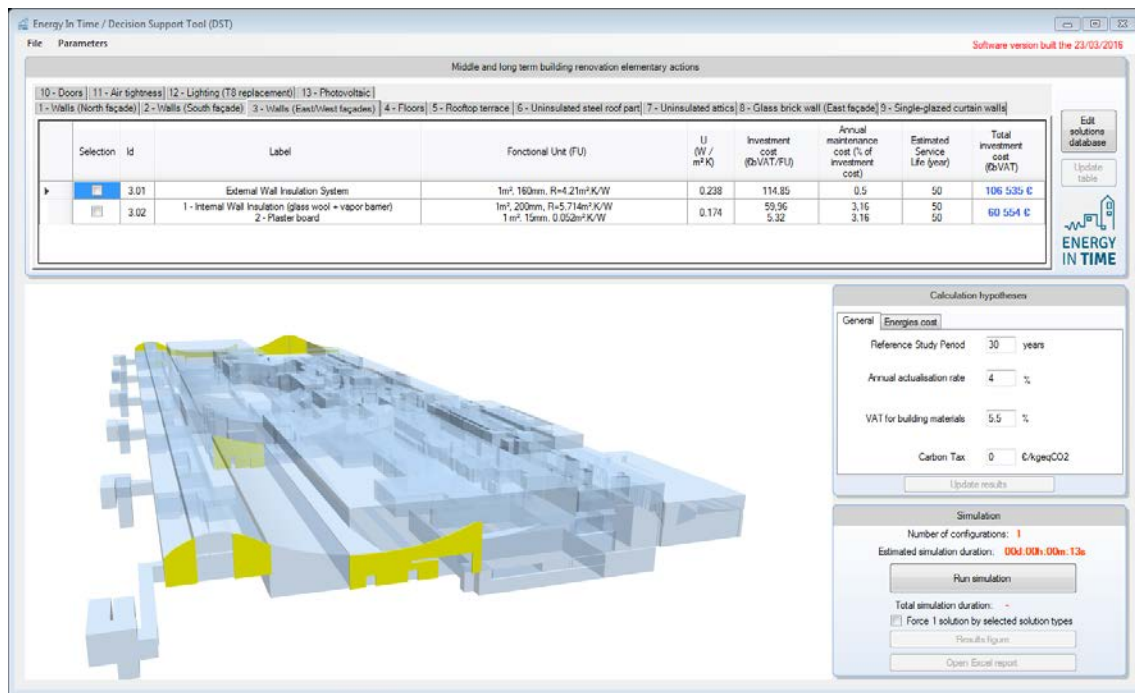 Energy In Time / Decision Support Tool (DST)
File Parameters
Software version built the 23/03/2016
Middle and long term building renovation elementary actions
10 - Doors 11 - Air tightness 12 - Lighting (T8 replacement) 13 - Photovoltaic
1 - Walls (North façade) 2 - Walls (South façade) 3 - Walls (East/West façades) 4 - Floors 5 - Rooftop terrace 6 - Uninsulated steel roof part 7 - Uninsulated attics 8 - Glass brick wall (East façade) 9 - Single-glazed curtain walls
Selection Id Label Fonctional Unit (FU) U (W / m² K) Investment cost (€bVAT/FU) Annual maintenance cost (% of investment cost) Estimated Service Life (year) Total investment cost (€bVAT)
3.01 External Wall Insulation System 1m², 160mm, R=4.21m².K/W 0.238 114,85 0.5 50 106 535 €
3.02 1 - Internal Wall Insulation (glass wool + vapor barrier) 1m², 200mm, R=5.714m².K/W 0.174 59,96 3,16 50 60 554 €
2 - Plaster board 1 m², 15mm, 0.052m².K/W 5.32 3.16 50
Edit solutions database
Update table
ENERGY
IN TIME
Calculation hypotheses
General Energies cost
Reference Study Period 30 years
Annual actualisation rate 4 %
VAT for building materials 5.5 %
Carbon Tax 0 €/kgeqCO2
Update results
Simulation
Number of configurations: 1
Estimated simulation duration: 00d:00h:00m:13s
Run simulation
Total simulation duration: -
Force 1 solution by selected solution types
Results figure
Open Excel report